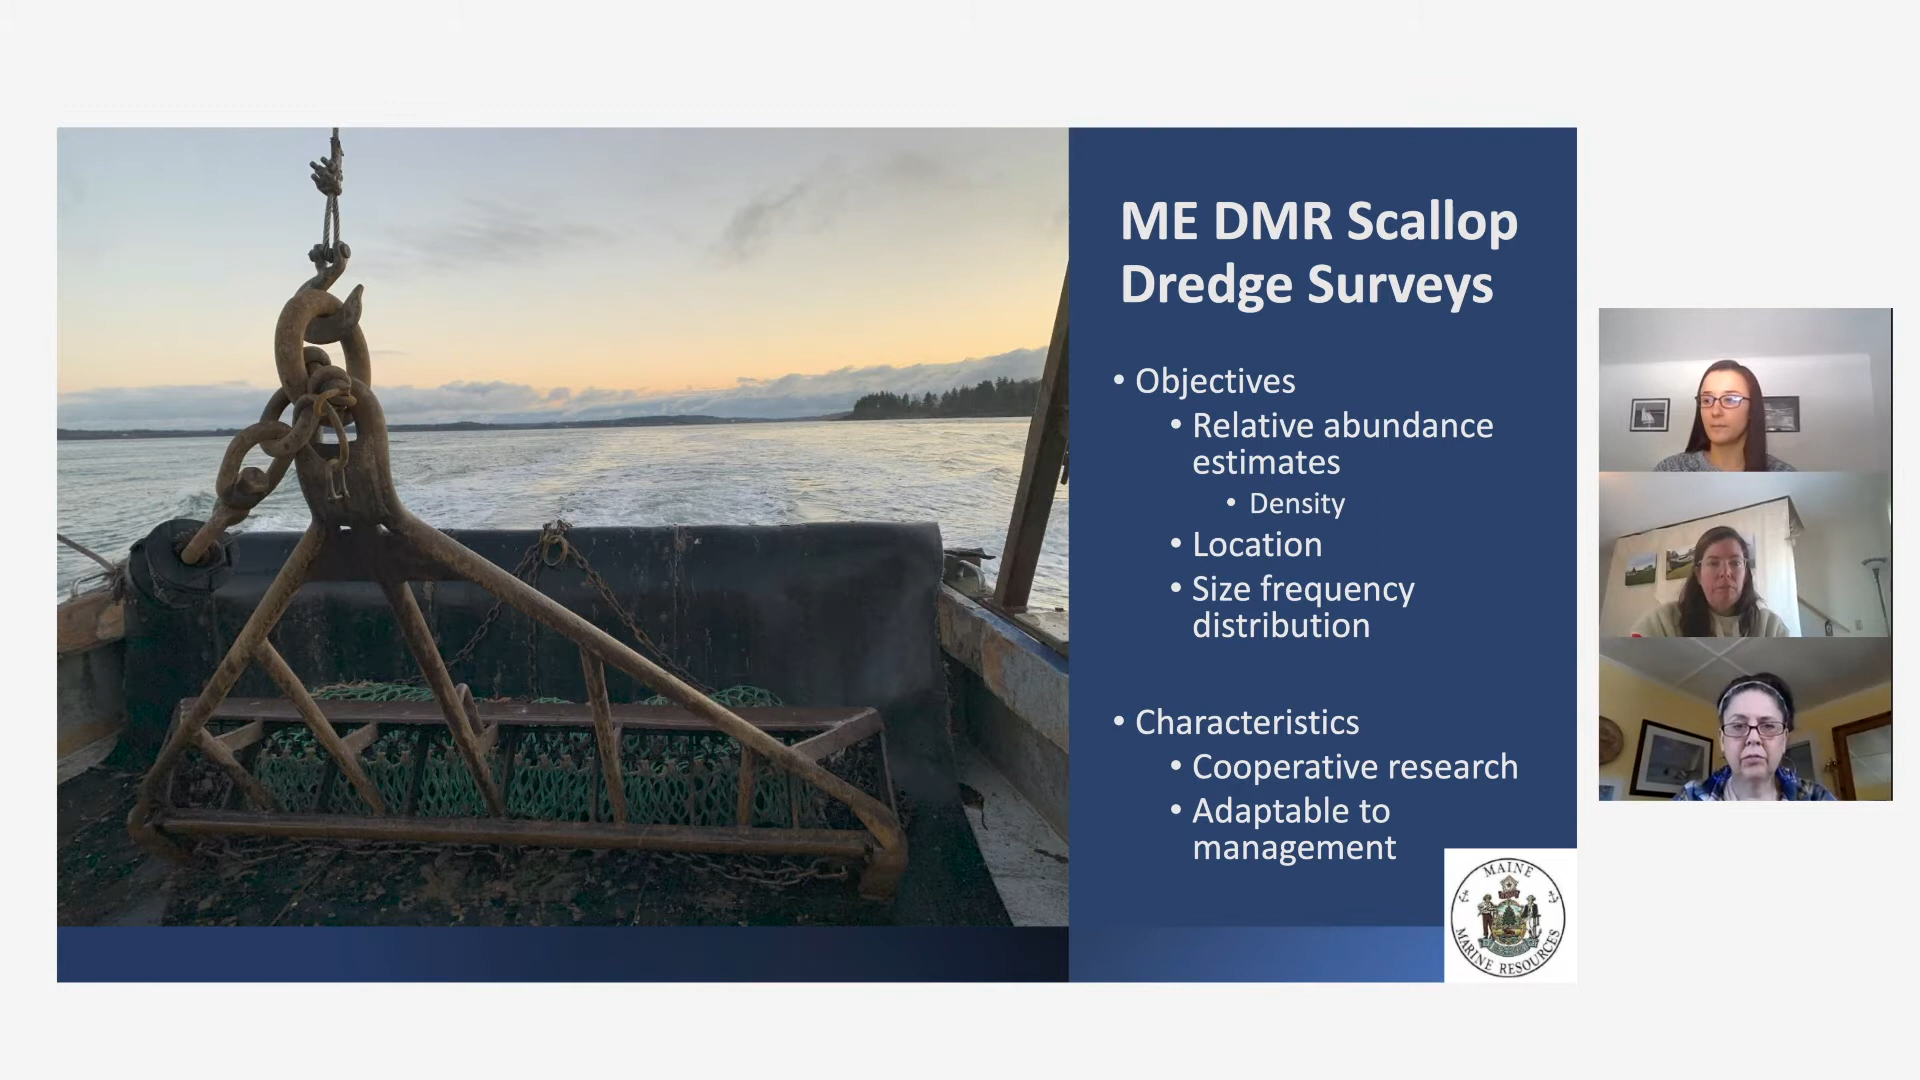 ME DMR Scallop
Dredge Surveys
• Objectives
• Relative abundance
estimates
• Density
• Location
• Size frequency
distribution
• Characteristics
• Cooperative research
• Adaptable to
management
MAINE
MARINE RESOURCES